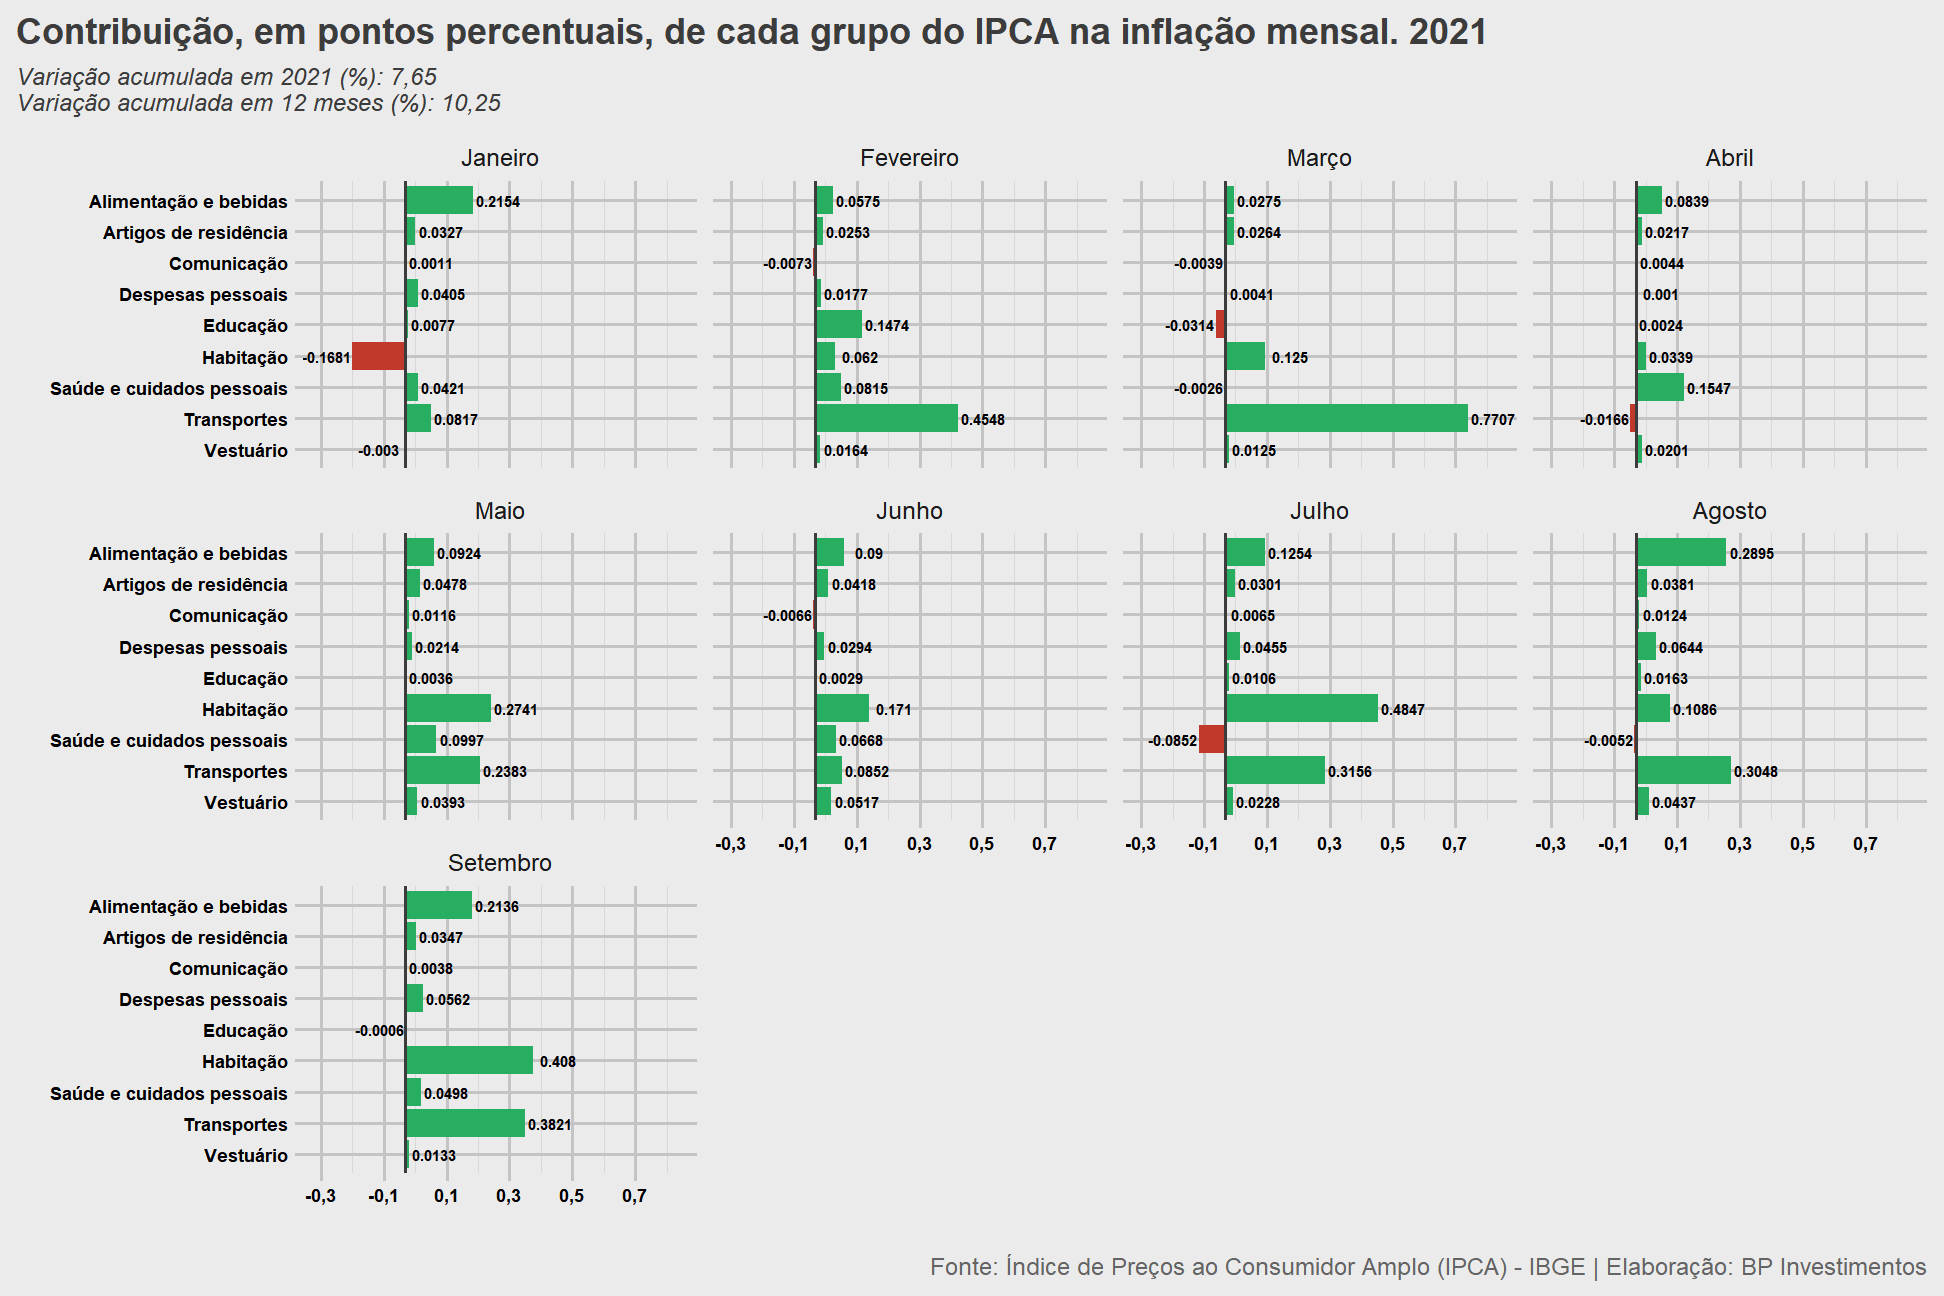 Contribuição, em pontos percentuais, de cada grupo do IPCA na inflação mensal. 2021
Variação acumulada em 2021 (%): 7,65
Variação acumulada em 12 meses (%): 10,25
Janeiro Fevereiro Março Abril
Alimentação e bebidas 0.2154 0.0575 0.0275 0.0839
Artigos de residência 0.0327 0.0253 0.0264 0.0217
Comunicação 0.0011 -0.0073 -0.0039 0.0044
Despesas pessoais 0.0405 0.0177 0.0041 0.001
Educação 0.0077 0.1474 -0.0314 0.0024
Habitação -0.1681 0.062 0.125 0.0339
Saúde e cuidados pessoais 0.0421 0.0815 -0.0026 0.1547
Transportes 0.0817 0.4548 0.7707 -0.0166
Vestuário -0.003 0.0164 0.0125 0.0201
Maio Junho Julho Agosto
Alimentação e bebidas 0.0924 0.09 0.1254 0.2895
Artigos de residência 0.0478 0.0418 0.0301 0.0381
Comunicação 0.0116 -0.0066 0.0065 0.0124
Despesas pessoais 0.0214 0.0294 0.0455 0.0644
Educação 0.0036 0.0029 0.0106 0.0163
Habitação 0.2741 0.171 0.4847 0.1086
Saúde e cuidados pessoais 0.0997 0.0668 -0.0852 -0.0052
Transportes 0.2383 0.0852 0.3156 0.3048
Vestuário 0.0393 0.0517 0.0228 0.0437
-0,3 -0,1 0,1 0,3 0,5 0,7 -0,3 -0,1 0,1 0,3 0,5 0,7 -0,3 -0,1 0,1 0,3 0,5 0,7
Setembro
Alimentação e bebidas 0.2136
Artigos de residência 0.0347
Comunicação 0.0038
Despesas pessoais 0.0562
Educação -0.0006
Habitação 0.408
Saúde e cuidados pessoais 0.0498
Transportes 0.3821
Vestuário 0.0133
-0,3 -0,1 0,1 0,3 0,5 0,7
Fonte: Índice de Preços ao Consumidor Amplo (IPCA) - IBGE | Elaboração: BP Investimentos